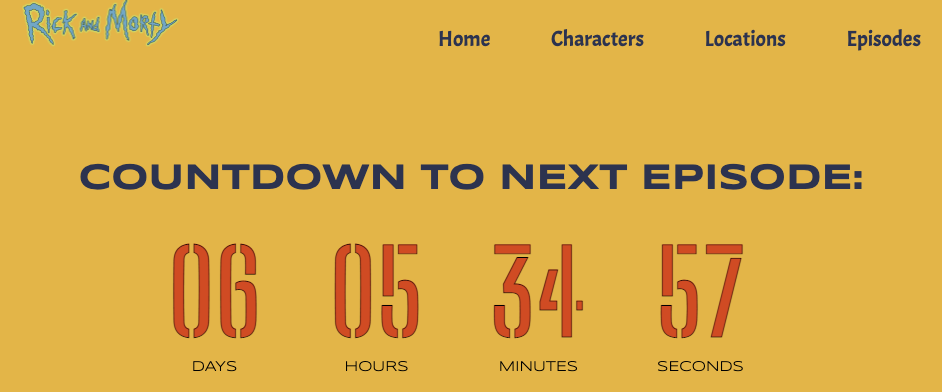 Rick and Morty
Home Characters Locations Episodes
COUNTDOWN TO NEXT EPISODE:
06 05 34 57
DAYS HOURS MINUTES SECONDS